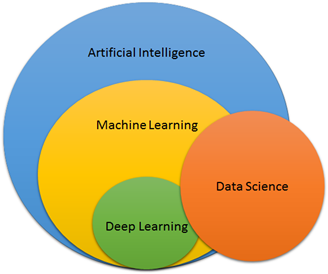 Artificial Intelligence
Machine Learning
Data Science
Deep Learning